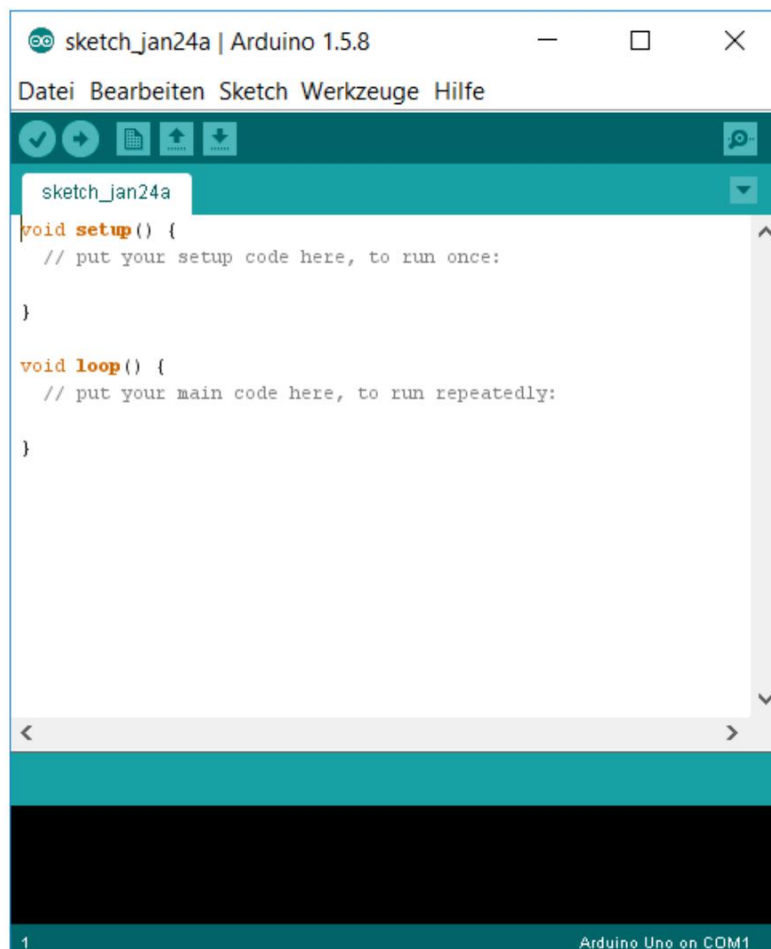 sketch_jan24a | Arduino 1.5.8
Datei Bearbeiten Sketch Werkzeuge Hilfe
sketch_jan24a
void setup() {
  // put your setup code here, to run once:
}
void loop() {
  // put your main code here, to run repeatedly:
}
1 Arduino Uno on COM1